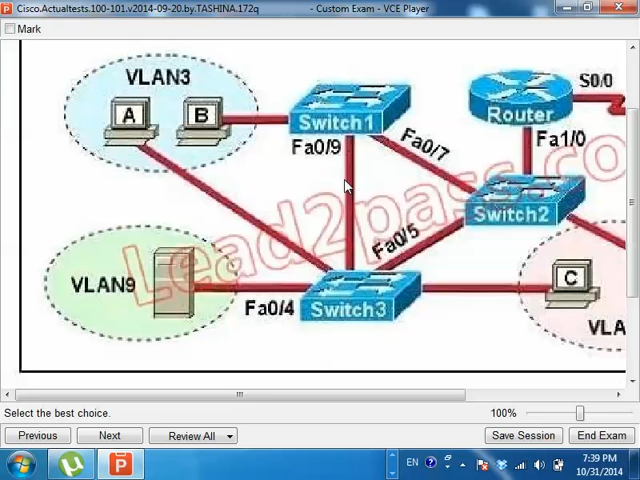 Cisco.Actualtests.100-101.v2014-09-20.by.TASHINA.172q - Custom Exam - VCE Player
Mark
VLAN3
A
B
Switch1
Fa0/9
Fa0/7
Router
S0/0
Fa1/0
Switch2
Lead2pass.co
Fa0/5
VLAN9
Fa0/4
Switch3
C
VLA
Select the best choice.
100%
Previous
Next
Review All
Save Session
End Exam
EN
7:39 PM
10/31/2014